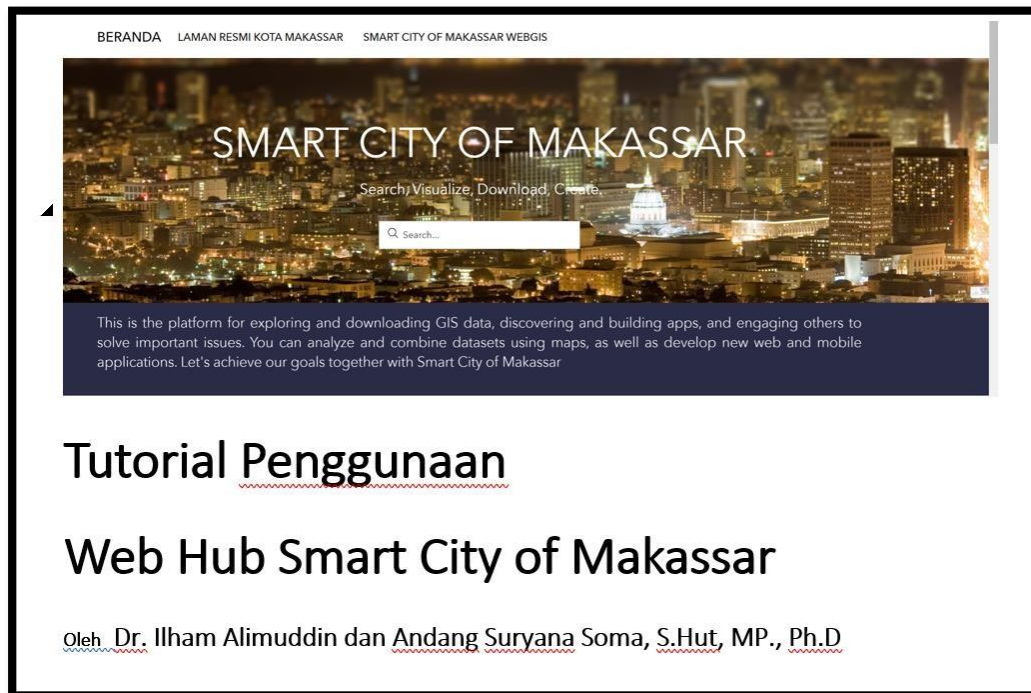 BERANDA LAMAN RESMI KOTA MAKASSAR SMART CITY OF MAKASSAR WEBGIS
SMART CITY OF MAKASSAR
Search, Visualize, Download, Create.
Search...
This is the platform for exploring and downloading GIS data, discovering and building apps, and engaging others to
solve important issues. You can analyze and combine datasets using maps, as well as develop new web and mobile
applications. Let's achieve our goals together with Smart City of Makassar
Tutorial Penggunaan
Web Hub Smart City of Makassar
Oleh Dr. Ilham Alimuddin dan Andang Suryana Soma, S.Hut, MP., Ph.D